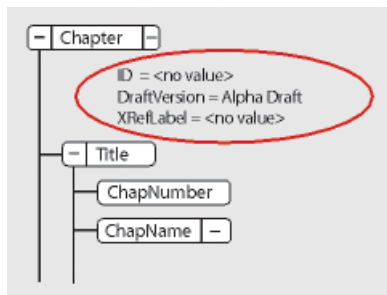 Chapter
ID = <no value>
DraftVersion = Alpha Draft
XRefLabel = <no value>
Title
ChapNumber
ChapName